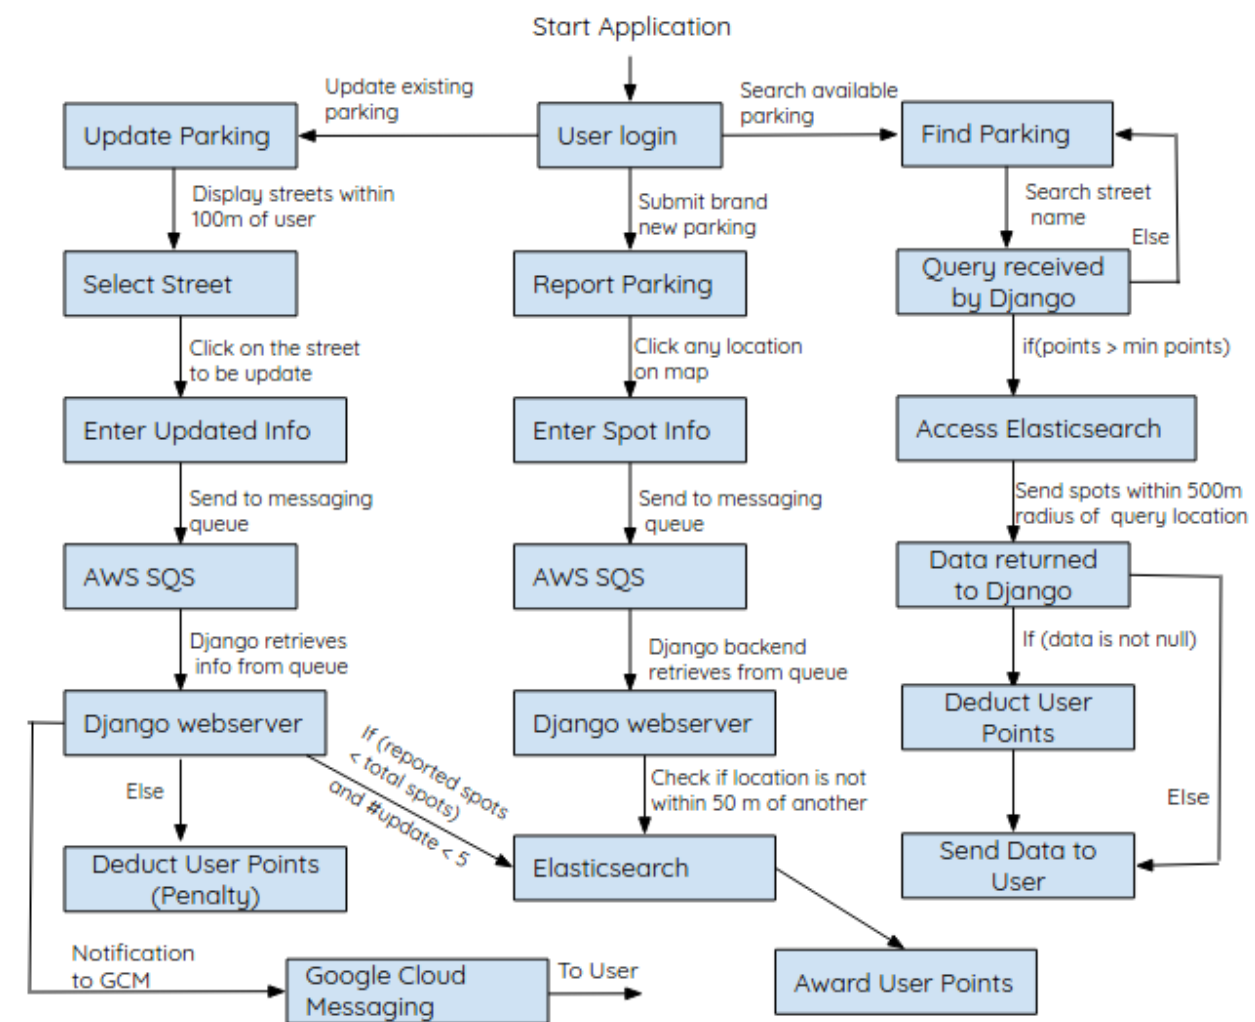 Start Application
Update existing
parking
Search available
parking
Update Parking
User login
Find Parking
Display streets within
100m of user
Submit brand
new parking
Search street
name
Else
Select Street
Report Parking
Query received
by Django
Click on the street
to be update
Click any location
on map
if(points > min points)
Enter Updated Info
Enter Spot Info
Access Elasticsearch
Send to messaging
queue
Send to messaging
queue
Send spots within 500m
radius of query location
AWS SQS
AWS SQS
Data returned
to Django
Django retrieves
info from queue
Django backend
retrieves from queue
If (data is not null)
Django webserver
Django webserver
Deduct User
Points
Else
If (reported spots
< total spots)
and #update < 5
Check if location is not
within 50 m of another
Else
Deduct User Points
(Penalty)
Elasticsearch
Send Data to
User
Notification
to GCM
Google Cloud
Messaging
To User
Award User Points